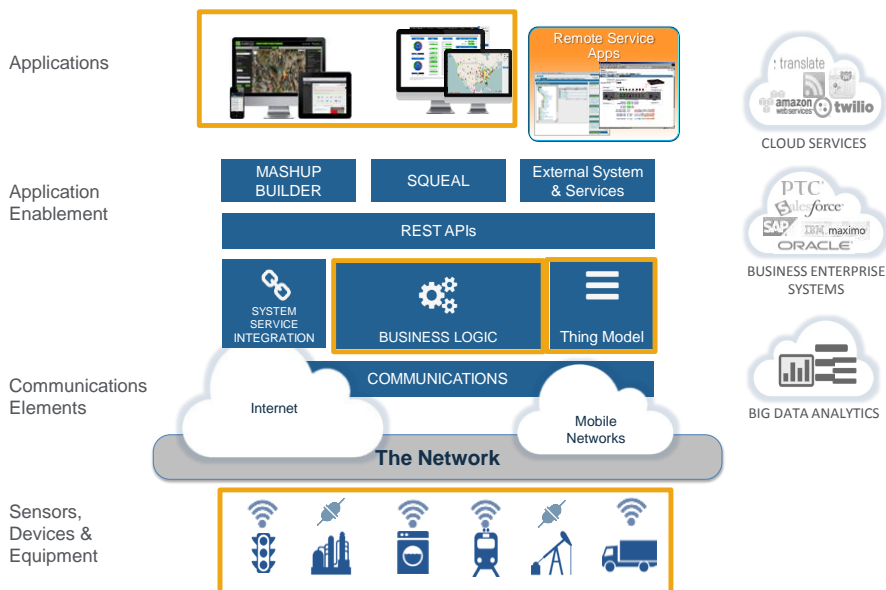 Applications
Remote Service
Apps
translate
amazon
webservices
twilio
CLOUD SERVICES
Application
Enablement
MASHUP
BUILDER
SQUEAL
External System
& Services
REST APIs
PTC
salesforce
SAP
IBM. maximo
ORACLE
BUSINESS ENTERPRISE
SYSTEMS
SYSTEM
SERVICE
INTEGRATION
BUSINESS LOGIC
Thing Model
Communications
Elements
COMMUNICATIONS
Internet
Mobile
Networks
BIG DATA ANALYTICS
The Network
Sensors,
Devices &
Equipment